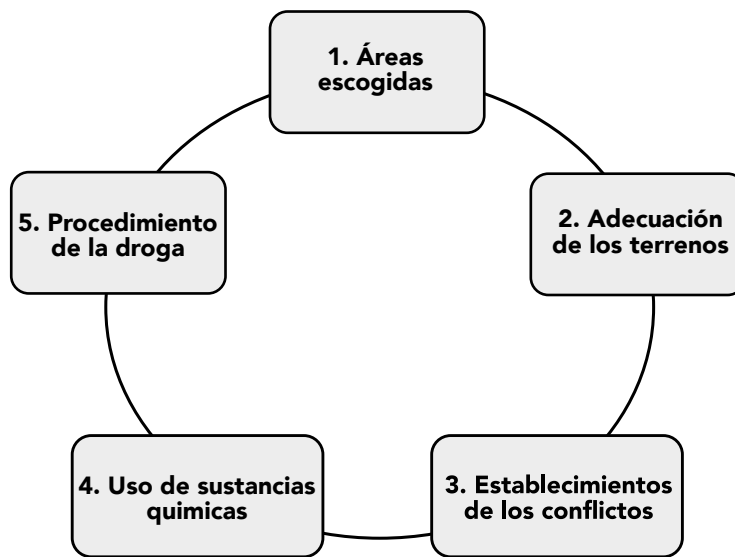 1. Áreas
escogidas
2. Adecuación
de los terrenos
3. Establecimientos
de los conflictos
4. Uso de sustancias
quimicas
5. Procedimiento
de la droga